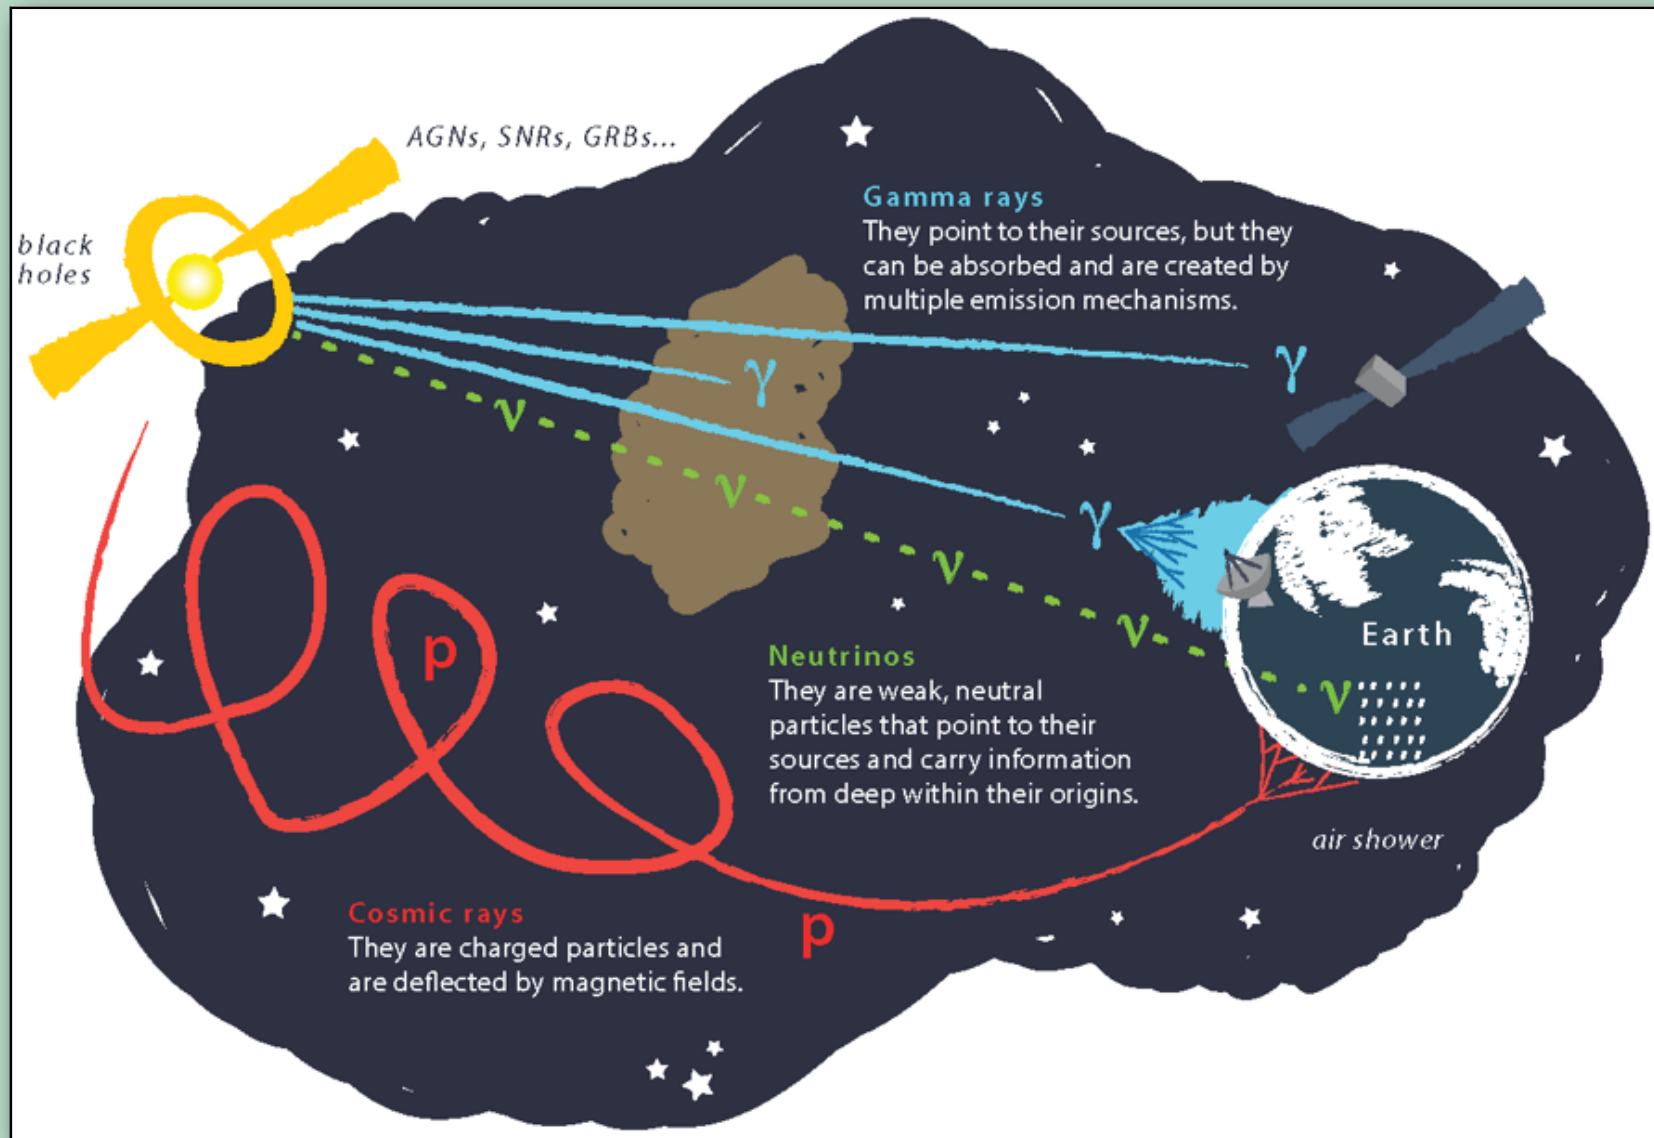 AGNs, SNRs, GRBs...
black
holes
Gamma rays
They point to their sources, but they
can be absorbed and are created by
multiple emission mechanisms.
γ
γ
ν
ν
γ
ν
ν
p
Earth
Neutrinos
They are weak, neutral
particles that point to their
sources and carry information
from deep within their origins.
ν
air shower
Cosmic rays
They are charged particles and
are deflected by magnetic fields.
p